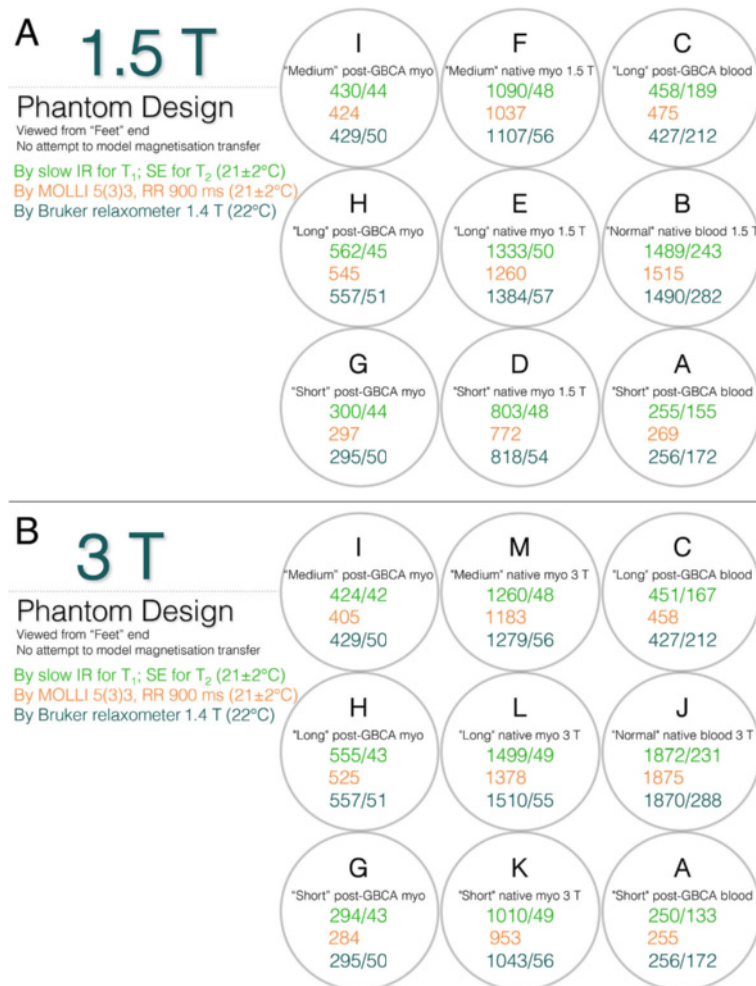 A
1.5 T
Phantom Design
Viewed from “Feet” end
No attempt to model magnetisation transfer
By slow IR for T₁; SE for T₂ (21±2°C)
By MOLLI 5(3)3, RR 900 ms (21±2°C)
By Bruker relaxometer 1.4 T (22°C)
I
“Medium” post-GBCA myo
430/44
424
429/50
F
“Medium” native myo 1.5 T
1090/48
1037
1107/56
C
“Long” post-GBCA blood
458/189
475
427/212
H
“Long” post-GBCA myo
562/45
545
557/51
E
“Long” native myo 1.5 T
1333/50
1260
1384/57
B
“Normal” native blood 1.5 T
1489/243
1515
1490/282
G
“Short” post-GBCA myo
300/44
297
295/50
D
“Short” native myo 1.5 T
803/48
772
818/54
A
“Short” post-GBCA blood
255/155
269
256/172
B
3 T
Phantom Design
Viewed from “Feet” end
No attempt to model magnetisation transfer
By slow IR for T₁; SE for T₂ (21±2°C)
By MOLLI 5(3)3, RR 900 ms (21±2°C)
By Bruker relaxometer 1.4 T (22°C)
I
“Medium” post-GBCA myo
424/42
405
429/50
M
“Medium” native myo 3 T
1260/48
1183
1279/56
C
“Long” post-GBCA blood
451/167
458
427/212
H
“Long” post-GBCA myo
555/43
525
557/51
L
“Long” native myo 3 T
1499/49
1378
1510/55
J
“Normal” native blood 3 T
1872/231
1875
1870/288
G
“Short” post-GBCA myo
294/43
284
295/50
K
“Short” native myo 3 T
1010/49
953
1043/56
A
“Short” post-GBCA blood
250/133
255
256/172